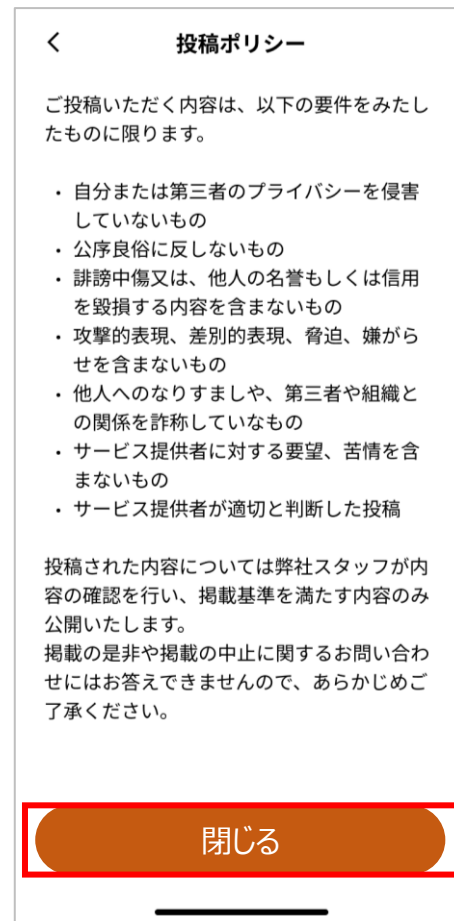 投稿ポリシー
ご投稿いただく内容は、以下の要件をみたし
たものに限ります。
・自分または第三者のプライバシーを侵害
していないもの
・公序良俗に反しないもの
・誹謗中傷又は、他人の名誉もしくは信用
を毀損する内容を含まないもの
・攻撃的表現、差別的表現、脅迫、嫌がら
せを含まないもの
・他人へのなりすましや、第三者や組織と
の関係を詐称していなもの
・サービス提供者に対する要望、苦情を含
まないもの
・サービス提供者が適切と判断した投稿
投稿された内容については弊社スタッフが内
容の確認を行い、掲載基準を満たす内容のみ
公開いたします。
掲載の是非や掲載の中止に関するお問い合わ
せにはお答えできませんので、あらかじめご
了承ください。
閉じる